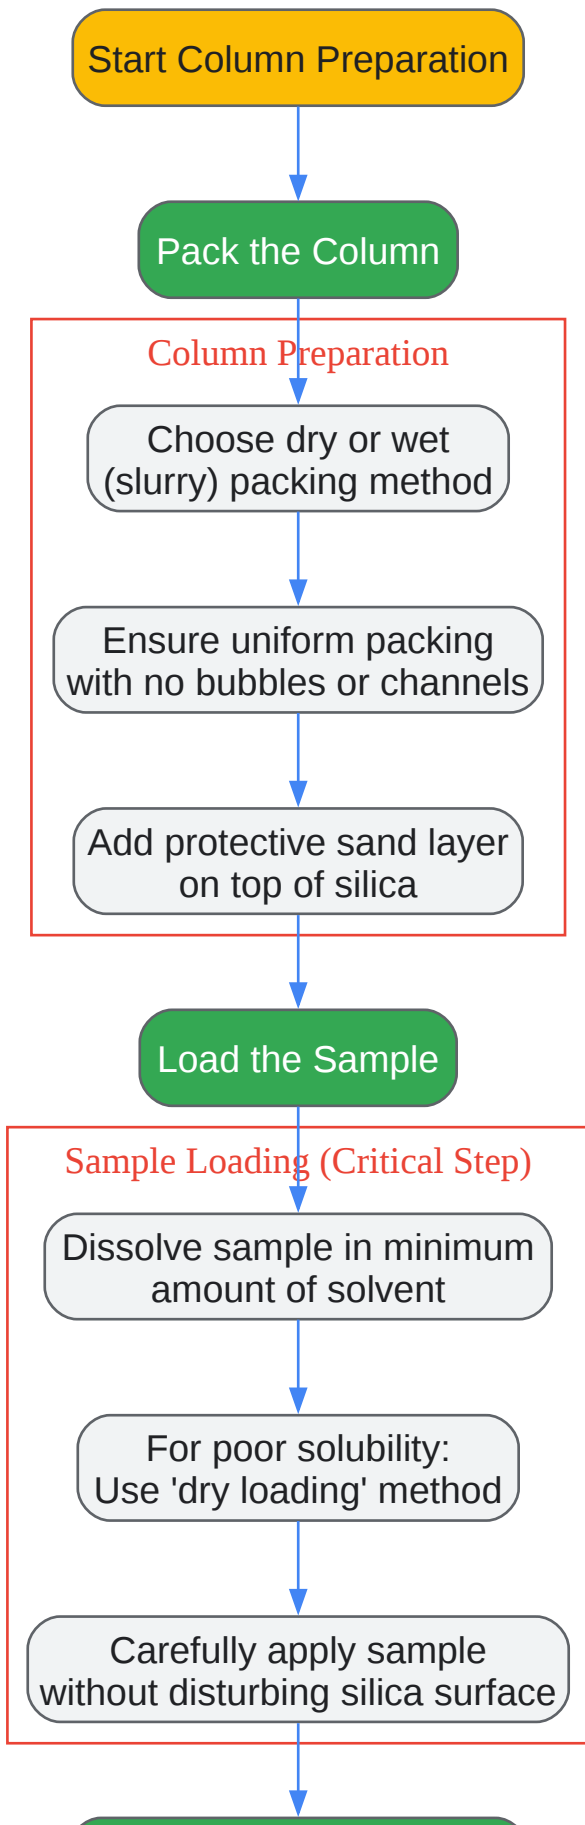 Start Column Preparation
Pack the Column
Column Preparation
Choose dry or wet
(slurry) packing method
Ensure uniform packing
with no bubbles or channels
Add protective sand layer
on top of silica
Load the Sample
Sample Loading (Critical Step)
Dissolve sample in minimum
amount of solvent
For poor solubility:
Use 'dry loading' method
Carefully apply sample
without disturbing silica surface